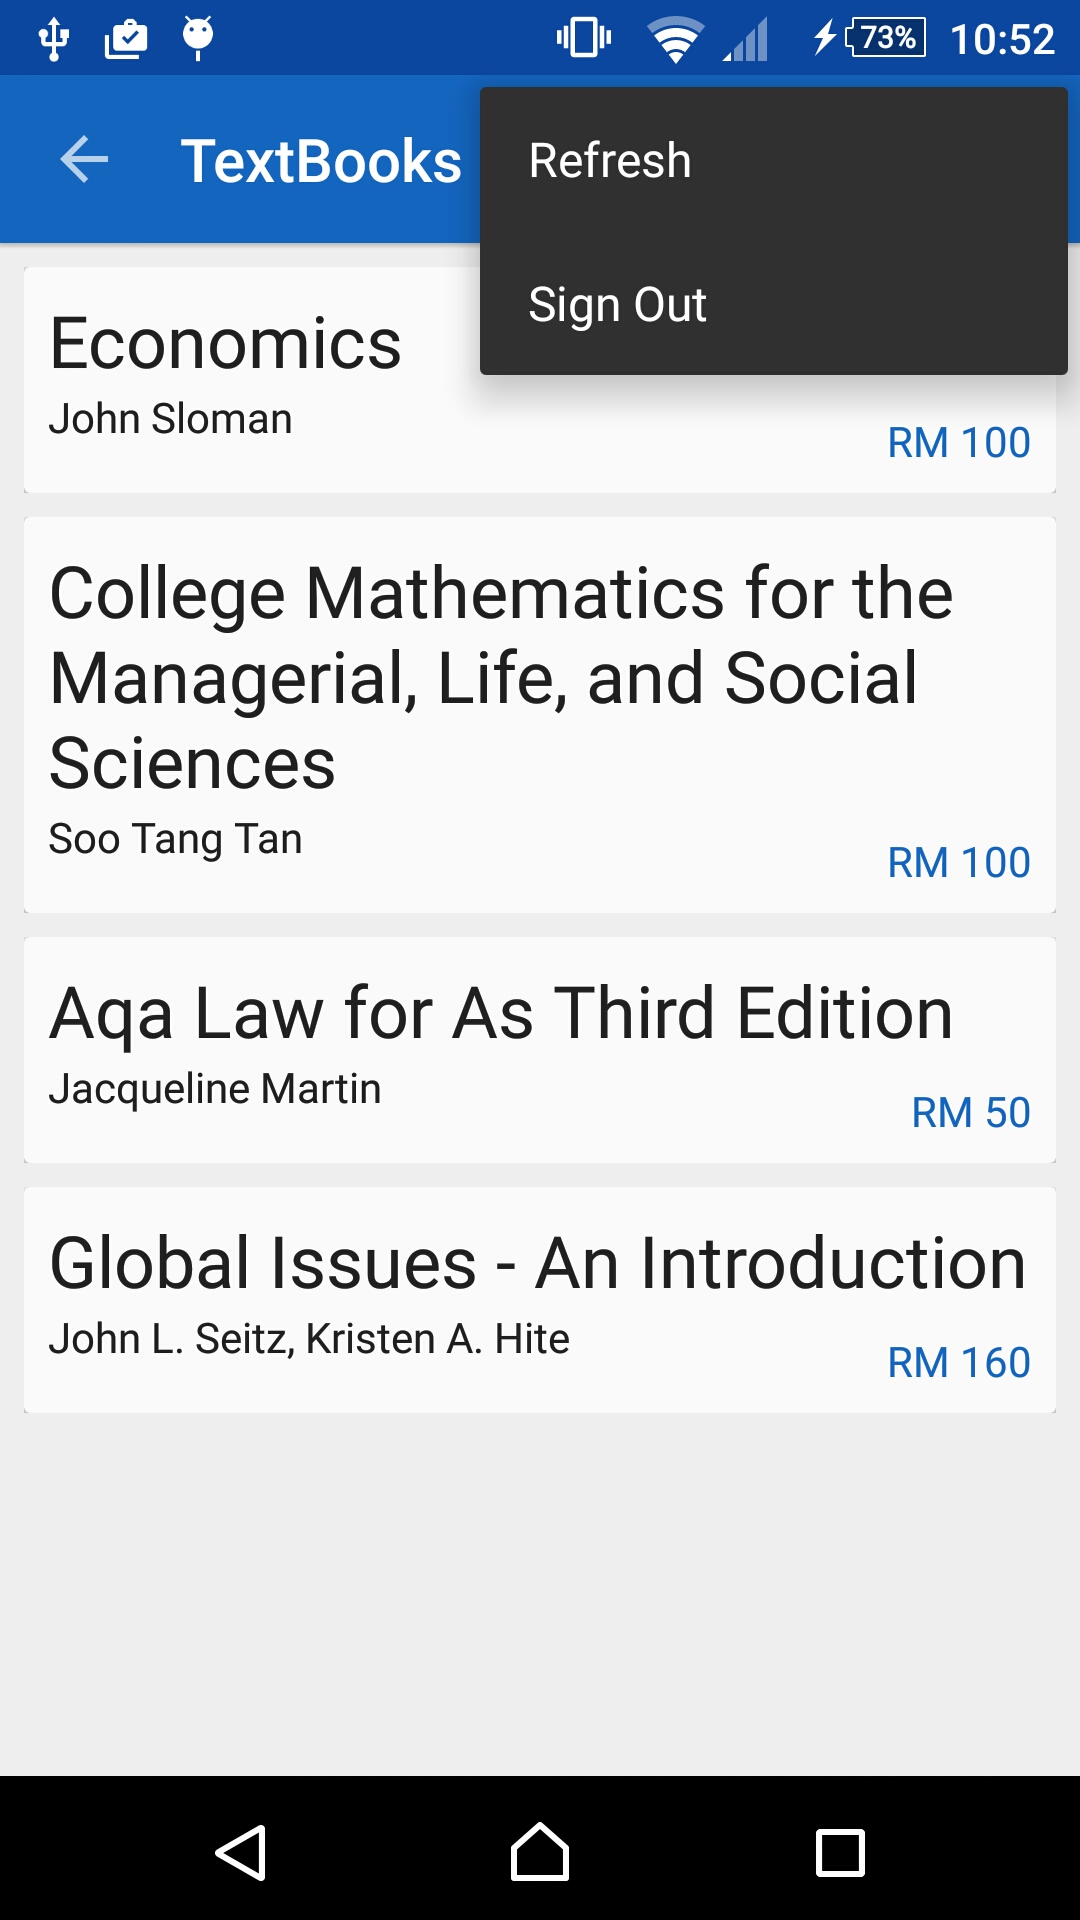 73% 10:52
TextBooks
Refresh
Sign Out
Economics
John Sloman
RM 100
College Mathematics for the
Managerial, Life, and Social
Sciences
Soo Tang Tan
RM 100
Aqa Law for As Third Edition
Jacqueline Martin
RM 50
Global Issues - An Introduction
John L. Seitz, Kristen A. Hite
RM 160